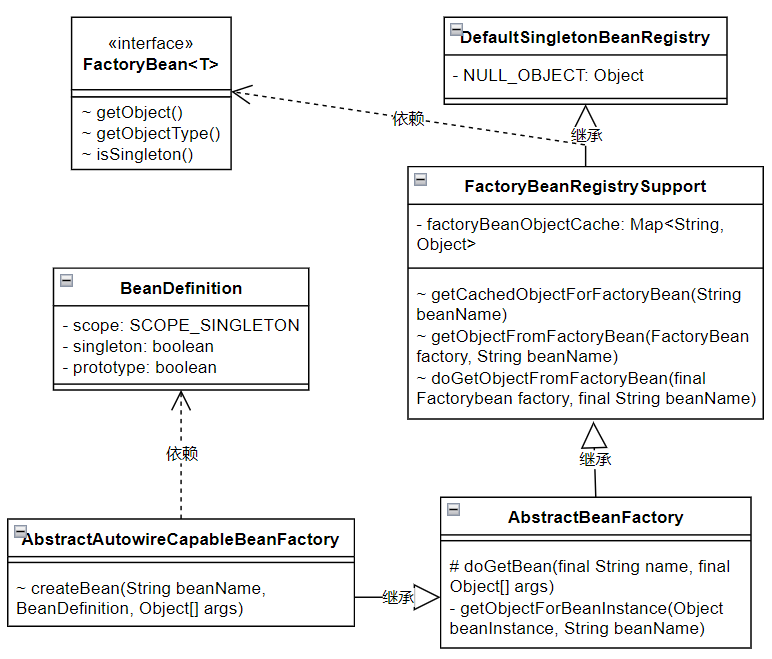 «interface»
FactoryBean<T>
~ getObject()
~ getObjectType()
~ isSingleton()
DefaultSingletonBeanRegistry
- NULL_OBJECT: Object
依赖
继承
FactoryBeanRegistrySupport
- factoryBeanObjectCache: Map<String,
Object>
~ getCachedObjectForFactoryBean(String
beanName)
~ getObjectFromFactoryBean(FactoryBean
factory, String beanName)
~ doGetObjectFromFactoryBean(final
Factorybean factory, final String beanName)
BeanDefinition
- scope: SCOPE_SINGLETON
- singleton: boolean
- prototype: boolean
依赖
继承
AbstractAutowireCapableBeanFactory
~ createBean(String beanName,
BeanDefinition, Object[] args)
继承
AbstractBeanFactory
# doGetBean(final String name, final
Object[] args)
- getObjectForBeanInstance(Object
beanInstance, String beanName)